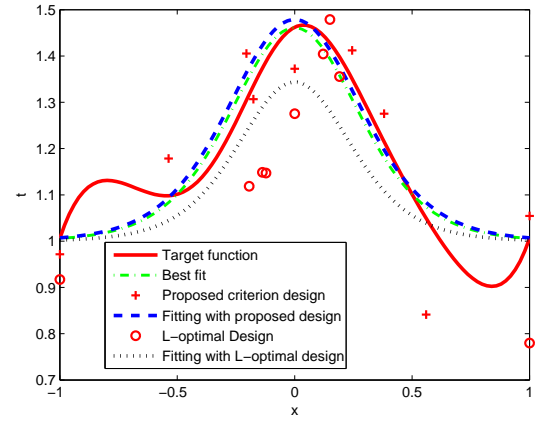 1.5
1.4
1.3
1.2
1.1
1
0.9
0.8
0.7
t
Target function
Best fit
Proposed criterion design
Fitting with proposed design
L−optimal Design
Fitting with L−optimal design
−1
−0.5
0
0.5
1
x